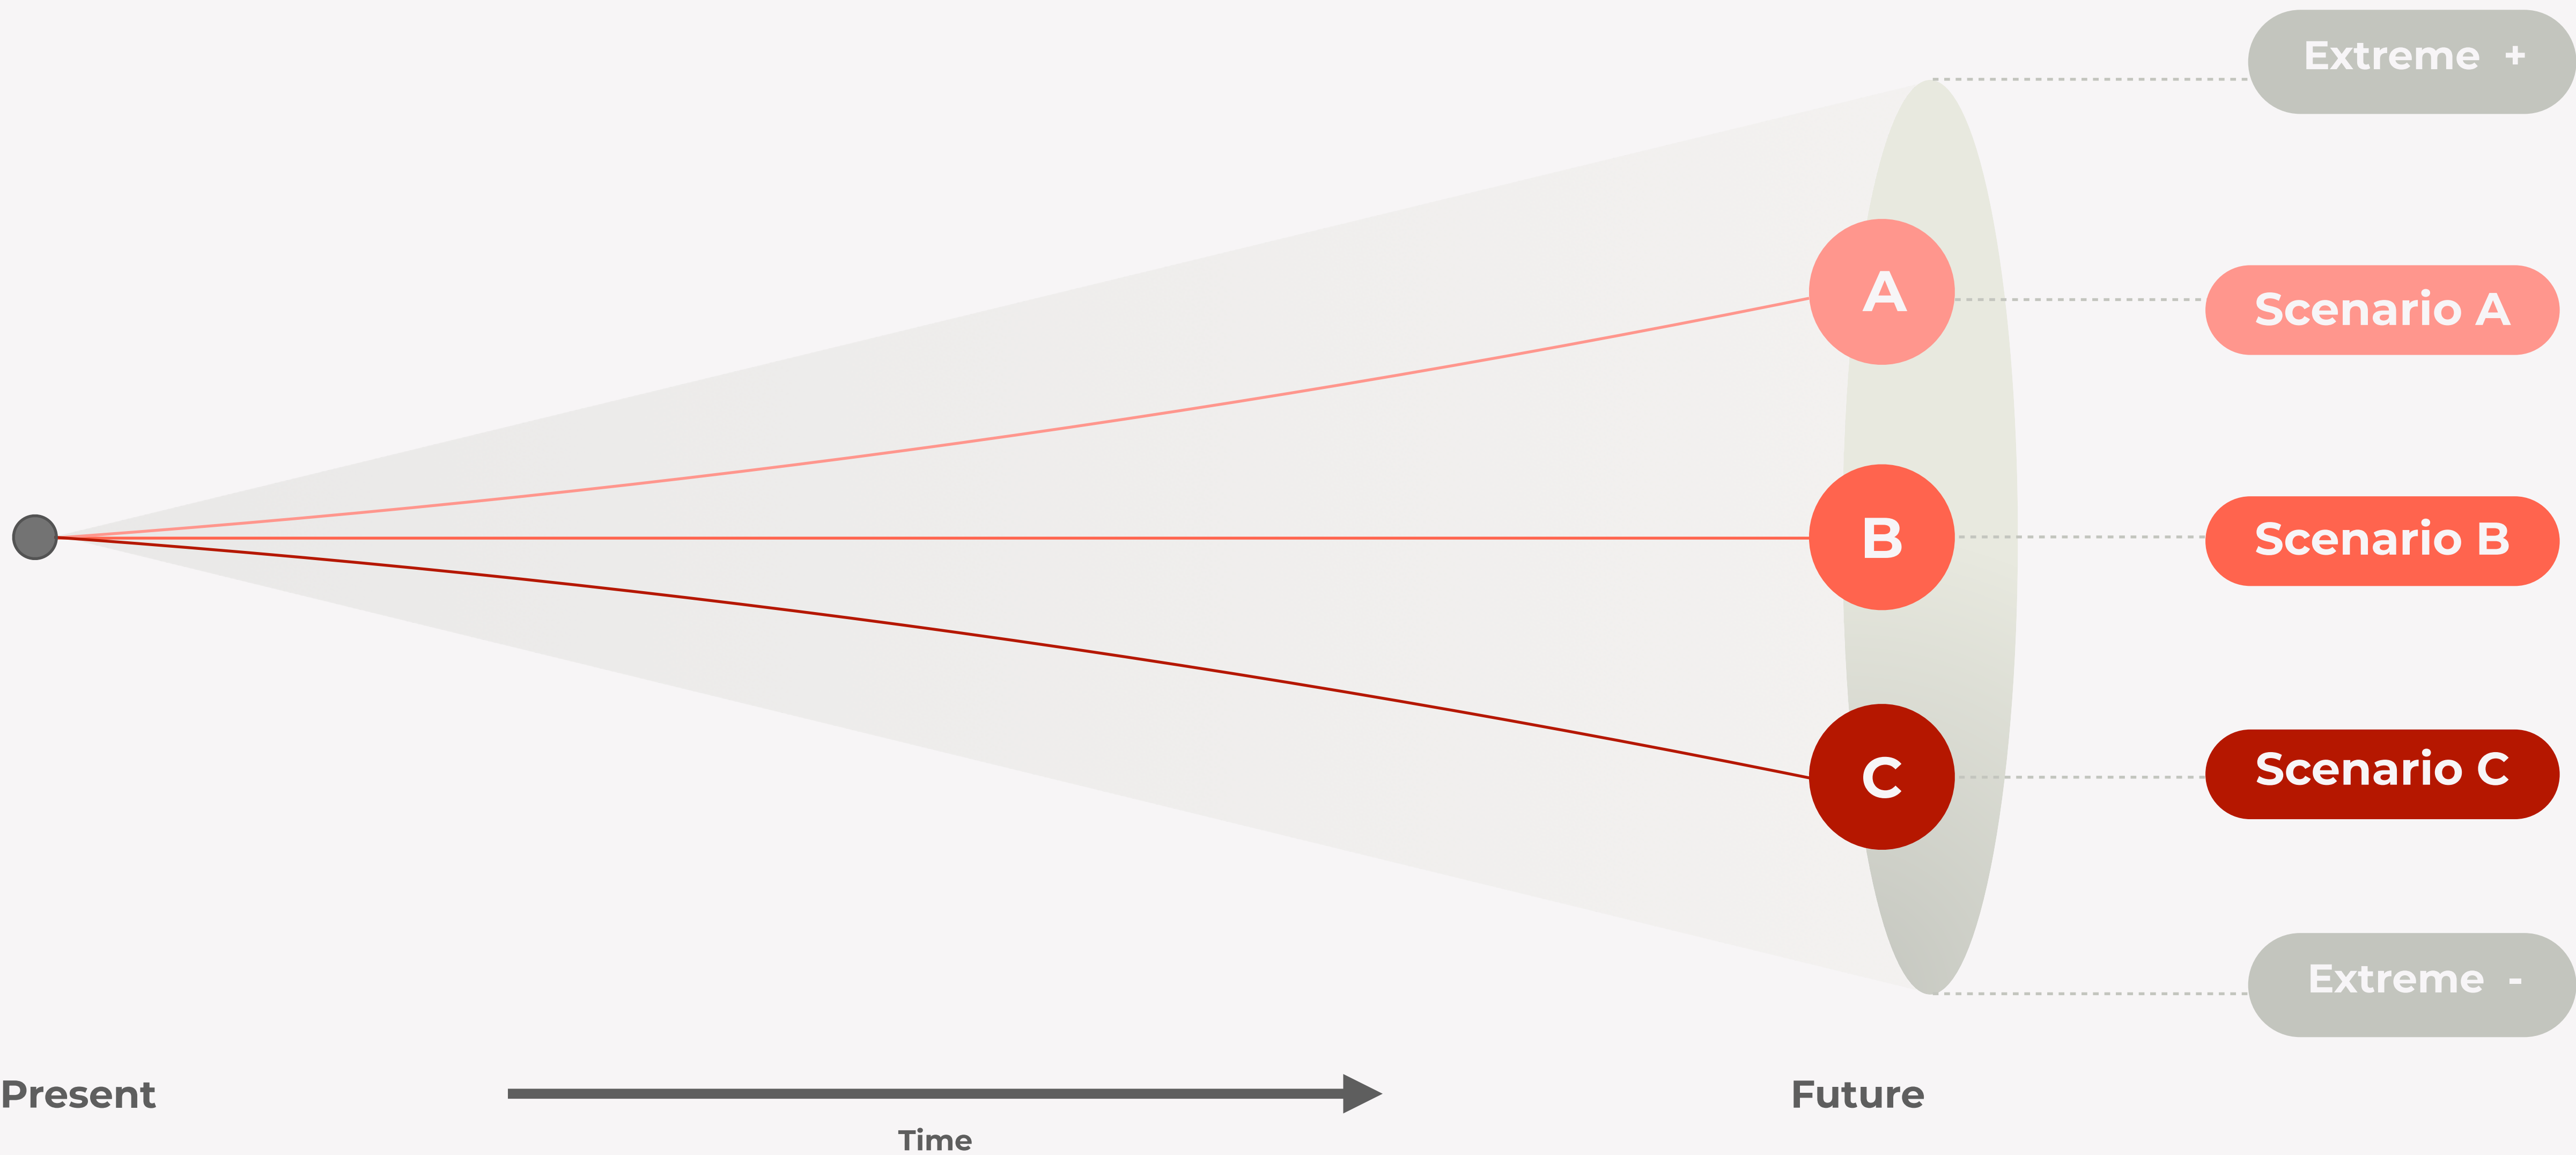 Extreme +
A
Scenario A
B
Scenario B
C
Scenario C
Extreme -
Present
Future
Time